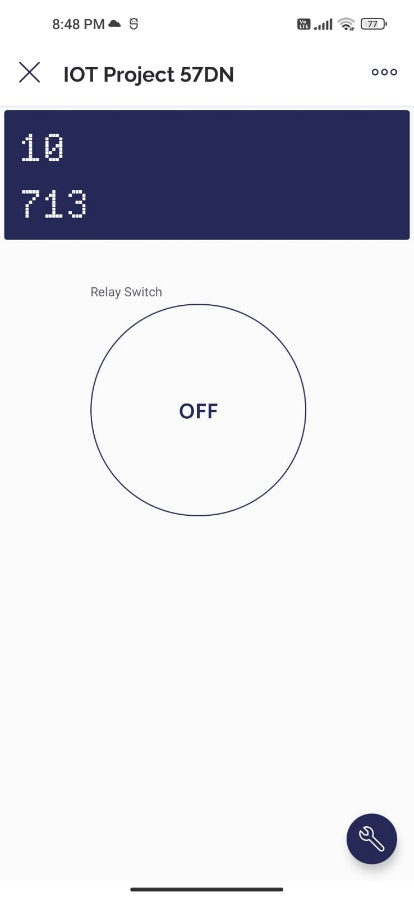 8:48 PM
77
IOT Project 57DN
10
713
Relay Switch
OFF